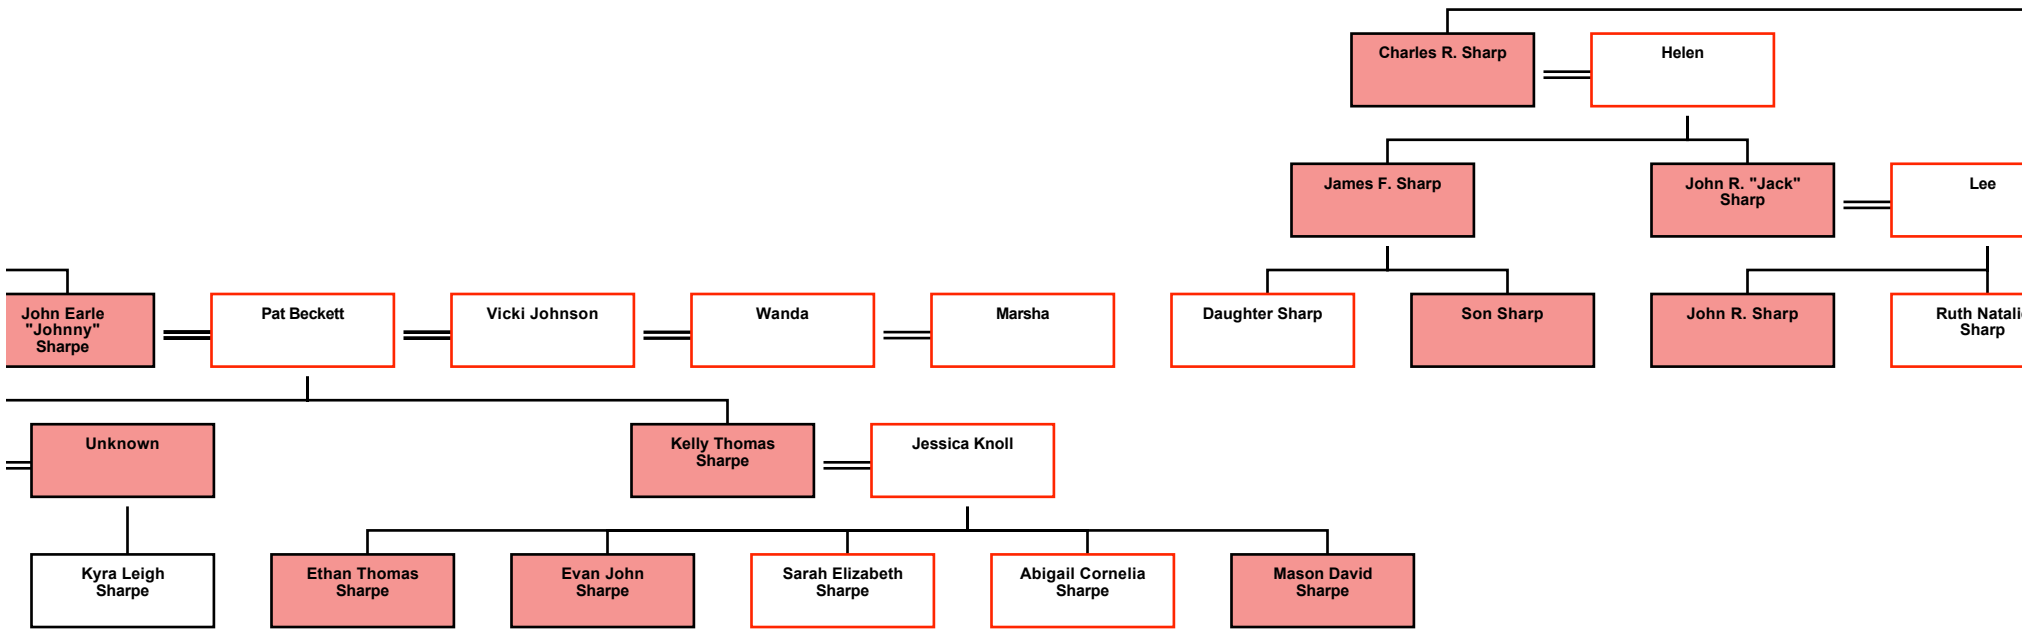 Charles R. Sharp
Helen
James F. Sharp
John R. "Jack"
Sharp
Lee
John Earle
"Johnny"
Sharpe
Pat Beckett
Vicki Johnson
Wanda
Marsha
Daughter Sharp
Son Sharp
John R. Sharp
Ruth Natali
Sharp
Unknown
Kelly Thomas
Sharpe
Jessica Knoll
Kyra Leigh
Sharpe
Ethan Thomas
Sharpe
Evan John
Sharpe
Sarah Elizabeth
Sharpe
Abigail Cornelia
Sharpe
Mason David
Sharpe